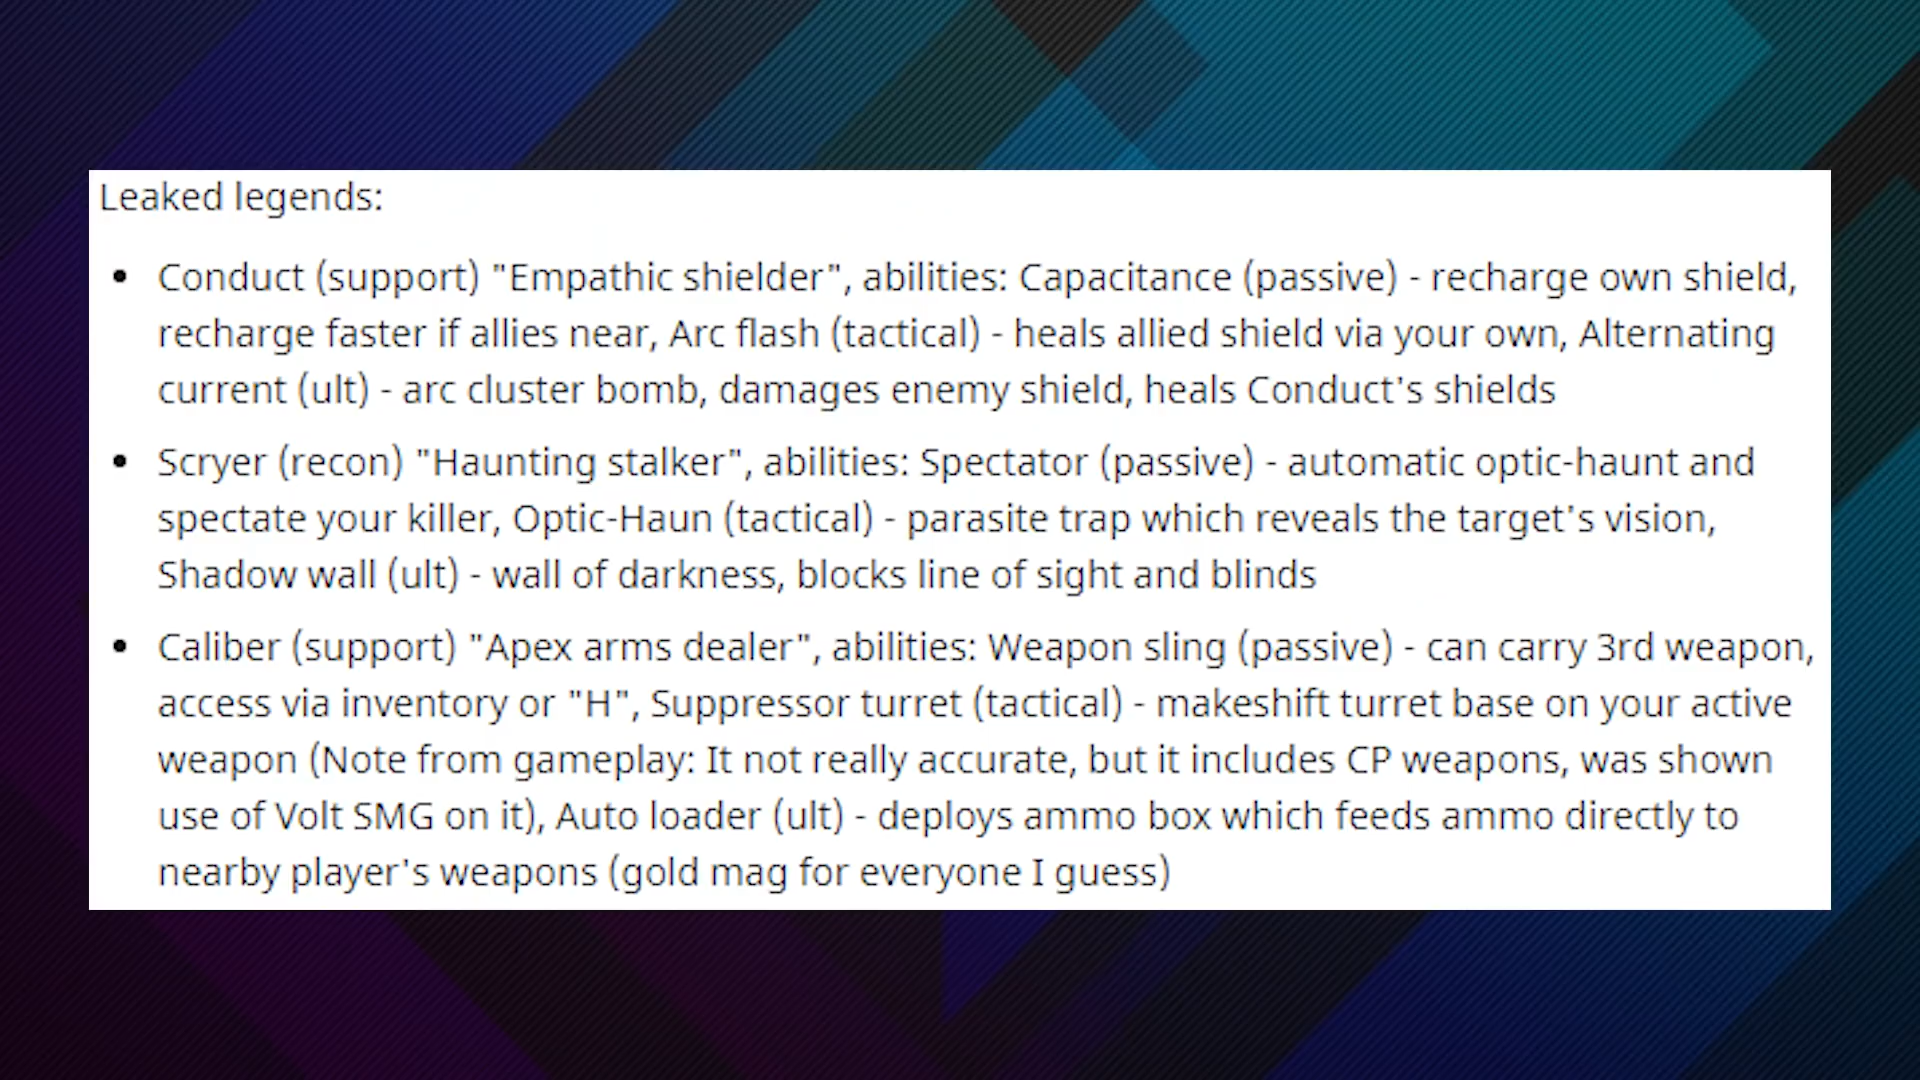 Leaked legends:
• Conduct (support) "Empathic shielder", abilities: Capacitance (passive) - recharge own shield,
recharge faster if allies near, Arc flash (tactical) - heals allied shield via your own, Alternating
current (ult) - arc cluster bomb, damages enemy shield, heals Conduct's shields
• Scryer (recon) "Haunting stalker", abilities: Spectator (passive) - automatic optic-haunt and
spectate your killer, Optic-Haun (tactical) - parasite trap which reveals the target's vision,
Shadow wall (ult) - wall of darkness, blocks line of sight and blinds
• Caliber (support) "Apex arms dealer", abilities: Weapon sling (passive) - can carry 3rd weapon,
access via inventory or "H", Suppressor turret (tactical) - makeshift turret base on your active
weapon (Note from gameplay: It not really accurate, but it includes CP weapons, was shown
use of Volt SMG on it), Auto loader (ult) - deploys ammo box which feeds ammo directly to
nearby player's weapons (gold mag for everyone I guess)